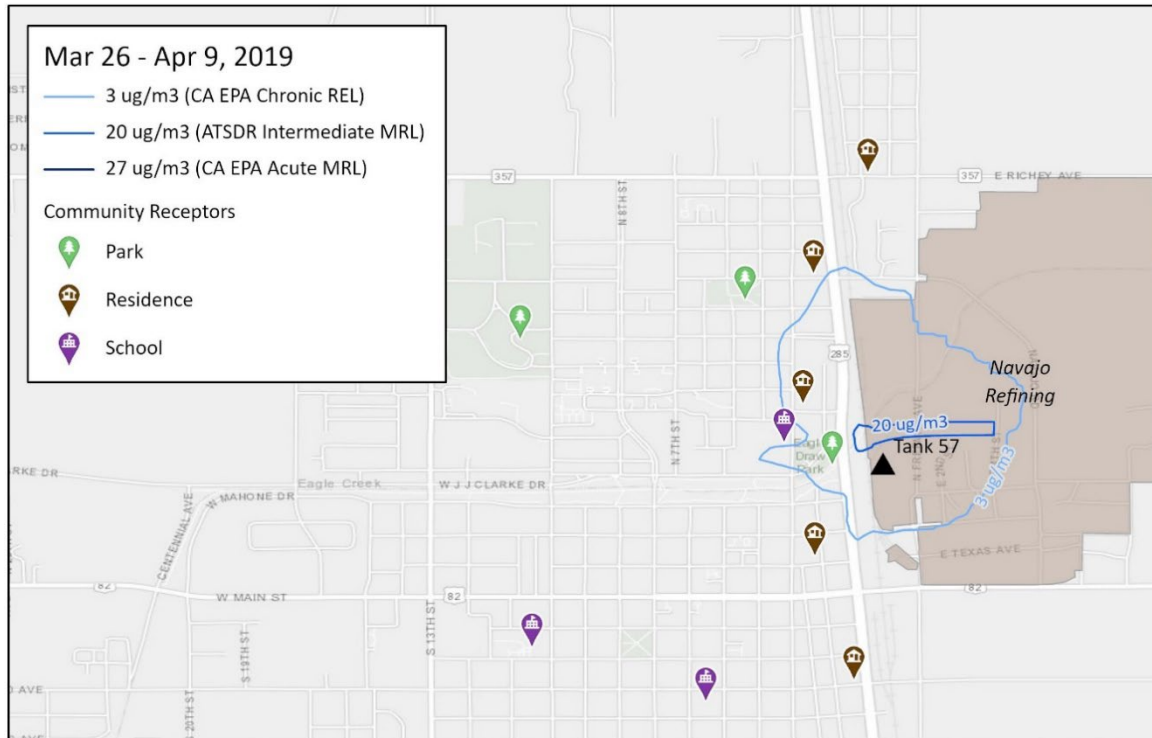 Mar 26 - Apr 9, 2019
3 ug/m3 (CA EPA Chronic REL)
20 ug/m3 (ATSDR Intermediate MRL)
27 ug/m3 (CA EPA Acute MRL)
Community Receptors
Park
Residence
School
357
357
E RICHEY AVE
N 8TH ST
285
Navajo
Refining
20 ug/m3
Tank 57
3 ug/m3
N 7TH ST
Draw
Park
E 2ND
Eagle Creek
W J J CLARKE DR
W MAHONE DR
CENTENNIAL AVE
E TEXAS AVE
82
W MAIN ST
82
82
S 13TH ST
S 19TH ST
S 20TH ST